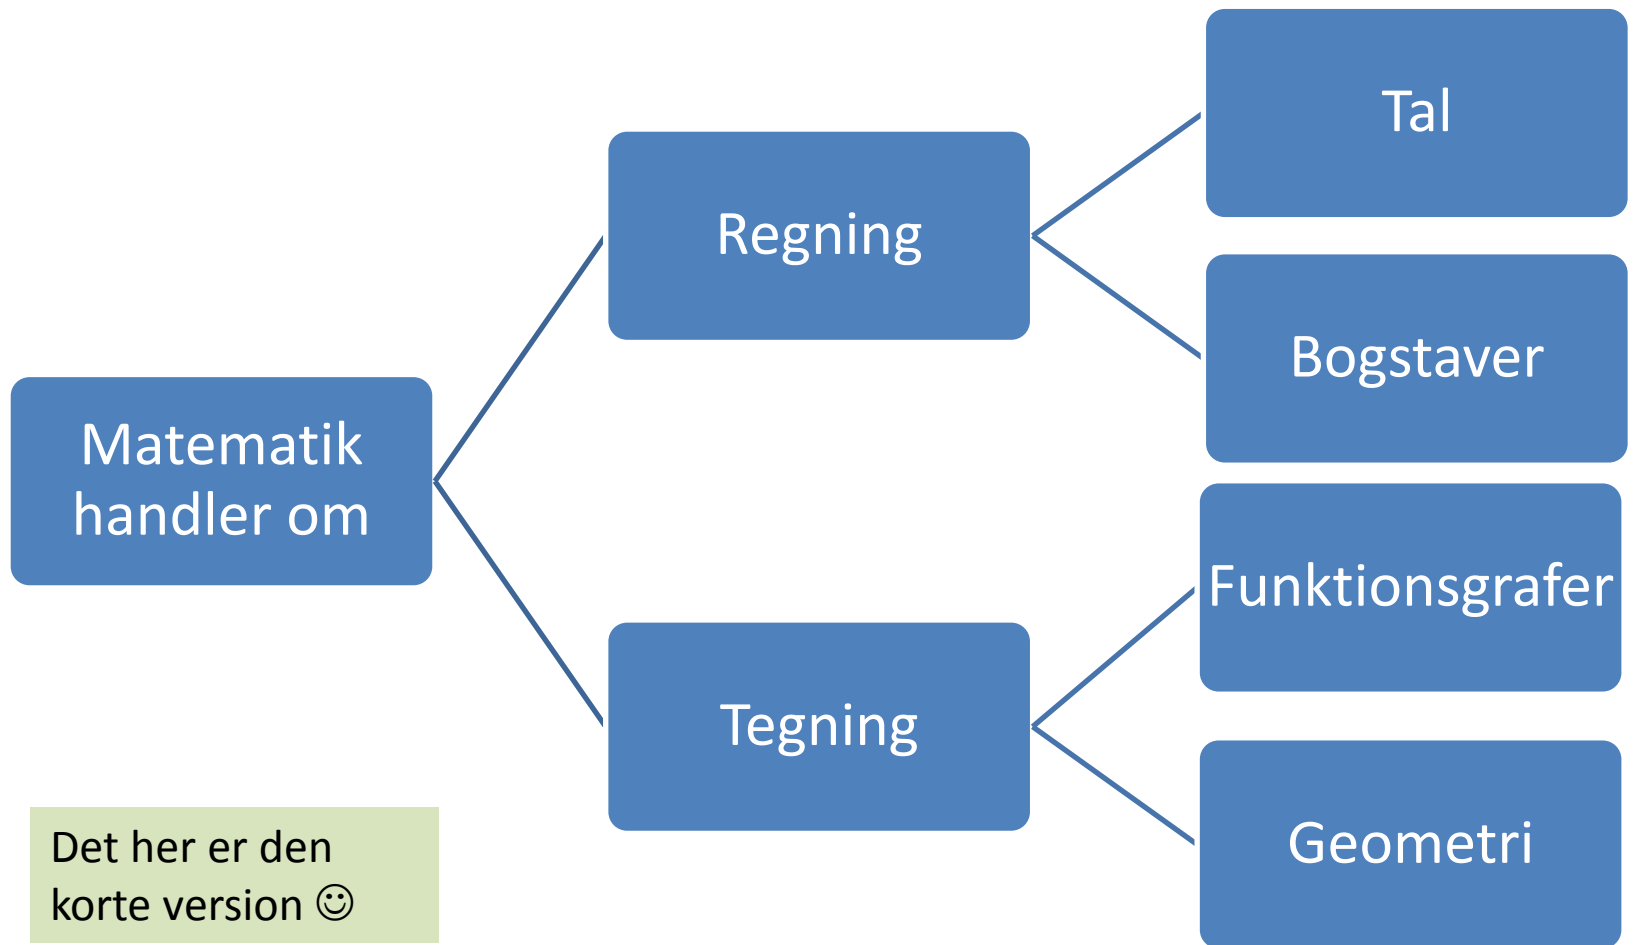 Matematik
handler om
Regning
Tal
Bogstaver
Tegning
Funktionsgrafer
Geometri
Det her er den
korte version ☺